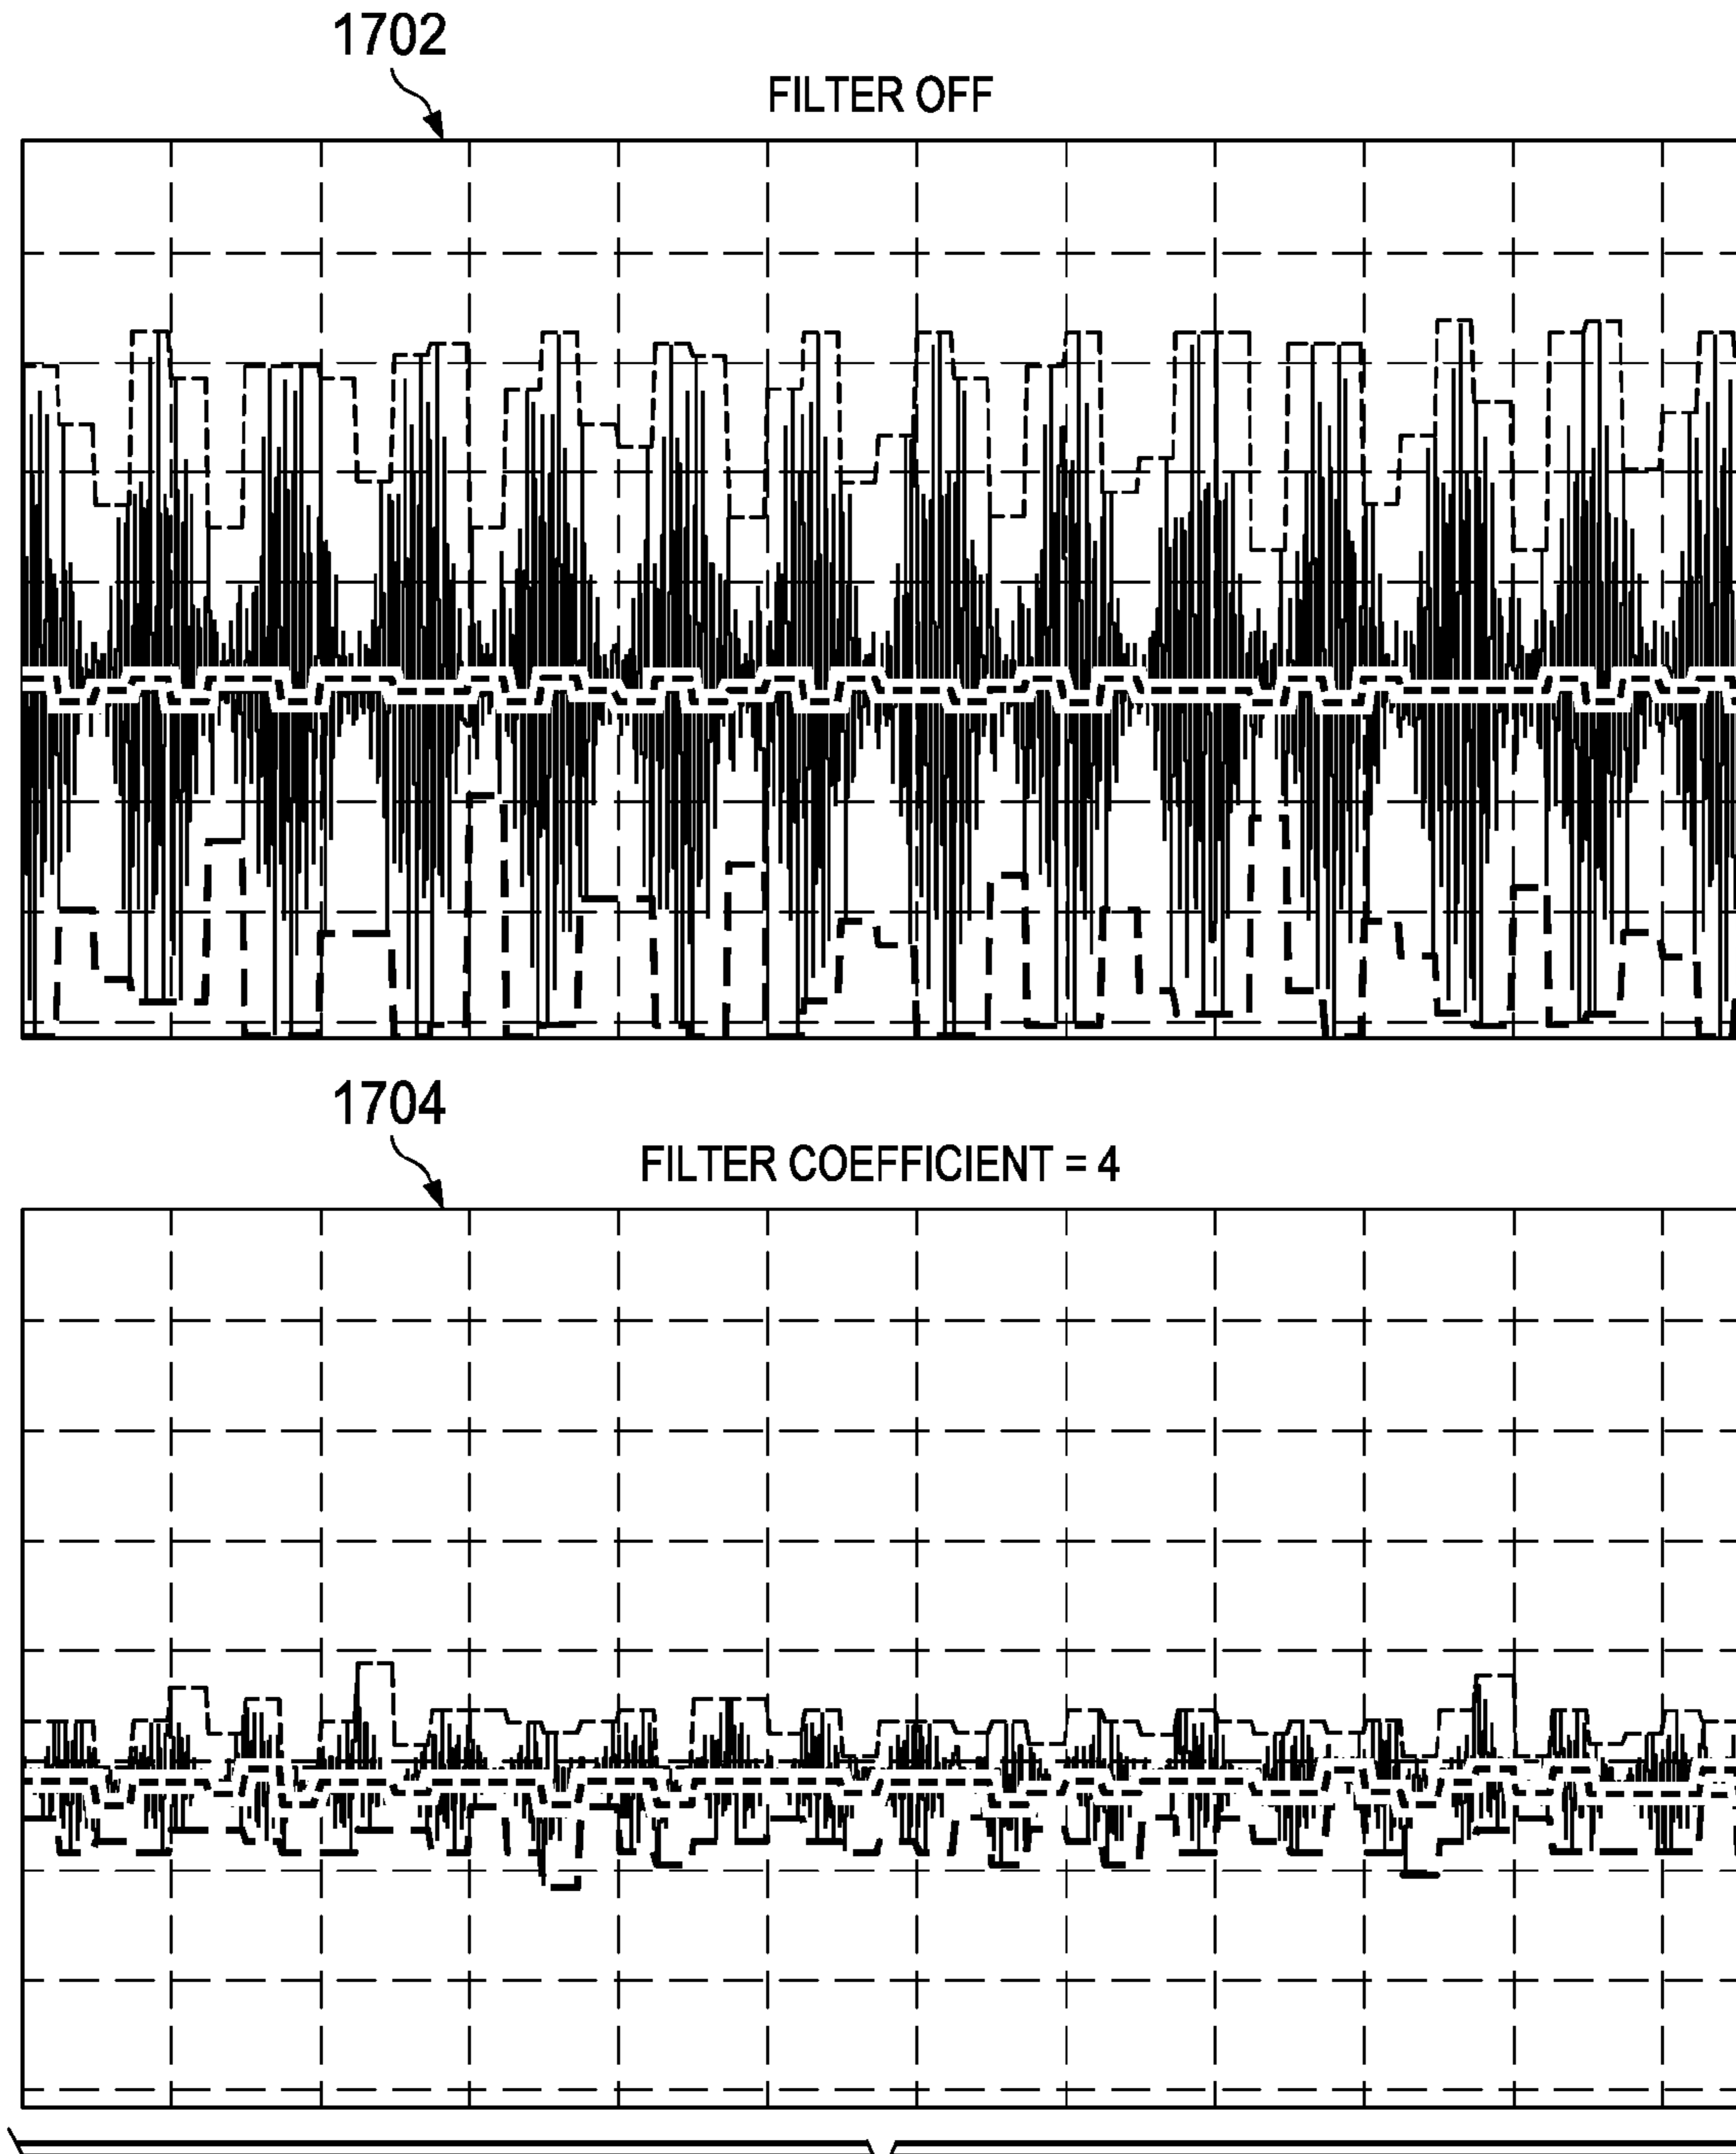 1702
FILTER OFF
1704
FILTER COEFFICIENT = 4